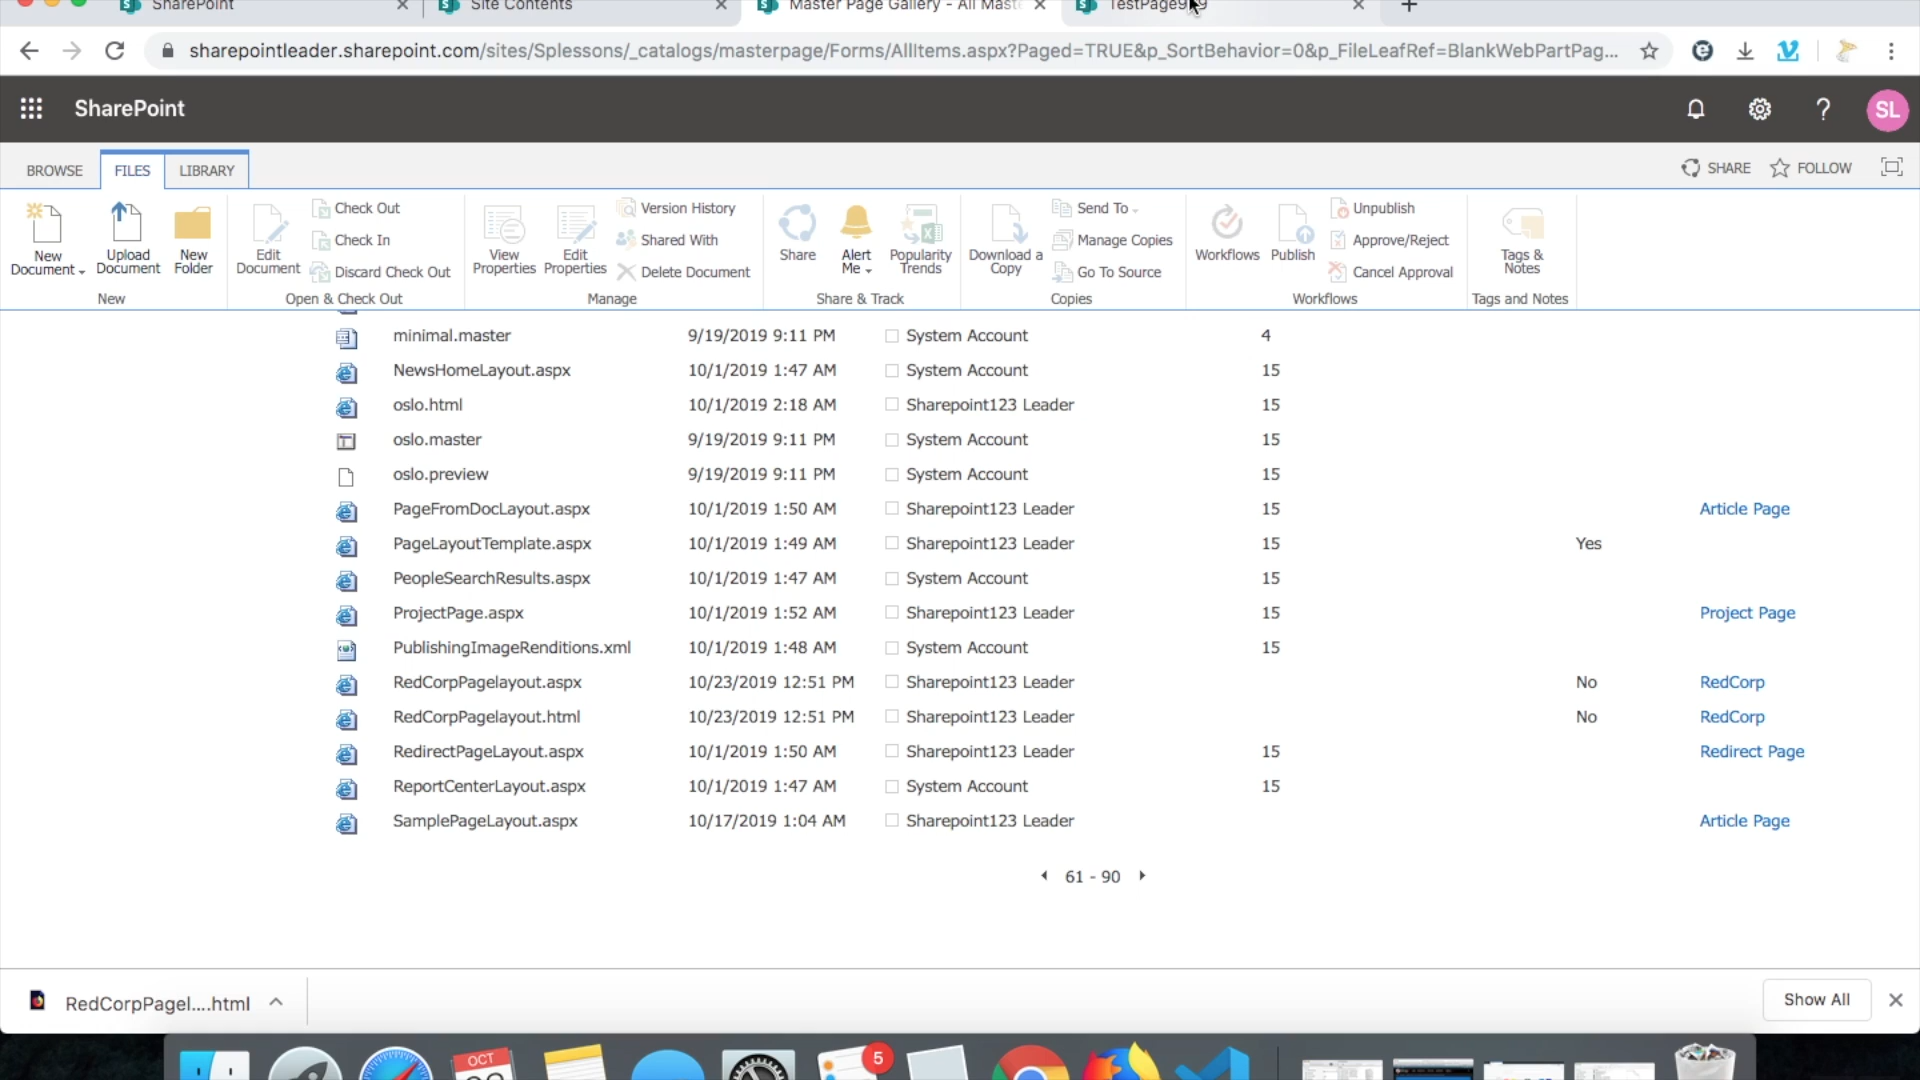 SharePoint
Site Contents
Master Page Gallery - All Mast
sharepointleader.sharepoint.com/sites/Splessons/_catalogs/masterpage/Forms/AllItems.aspx?Paged=TRUE&p_SortBehavior=0&p_FileLeafRef=BlankWebPartPag...
SharePoint
SL
BROWSE FILES LIBRARY
SHARE FOLLOW
New Document
Upload Document
New Folder
New
Edit Document
Check Out
Check In
Discard Check Out
Open & Check Out
View Properties
Edit Properties
Version History
Shared With
Delete Document
Manage
Share
Alert Me
Popularity Trends
Share & Track
Download a Copy
Send To
Manage Copies
Go To Source
Copies
Workflows
Publish
Unpublish
Approve/Reject
Cancel Approval
Workflows
Tags & Notes
Tags and Notes
minimal.master 9/19/2019 9:11 PM System Account 4
NewsHomeLayout.aspx 10/1/2019 1:47 AM System Account 15
oslo.html 10/1/2019 2:18 AM Sharepoint123 Leader 15
oslo.master 9/19/2019 9:11 PM System Account 15
oslo.preview 9/19/2019 9:11 PM System Account 15
PageFromDocLayout.aspx 10/1/2019 1:50 AM Sharepoint123 Leader 15 Article Page
PageLayoutTemplate.aspx 10/1/2019 1:49 AM Sharepoint123 Leader 15 Yes
PeopleSearchResults.aspx 10/1/2019 1:47 AM System Account 15
ProjectPage.aspx 10/1/2019 1:52 AM Sharepoint123 Leader 15 Project Page
PublishingImageRenditions.xml 10/1/2019 1:48 AM System Account 15
RedCorpPagelayout.aspx 10/23/2019 12:51 PM Sharepoint123 Leader No RedCorp
RedCorpPagelayout.html 10/23/2019 12:51 PM Sharepoint123 Leader No RedCorp
RedirectPageLayout.aspx 10/1/2019 1:50 AM Sharepoint123 Leader 15 Redirect Page
ReportCenterLayout.aspx 10/1/2019 1:47 AM System Account 15
SamplePageLayout.aspx 10/17/2019 1:04 AM Sharepoint123 Leader Article Page
61 - 90
RedCorpPagel....html
Show All
OCT
5